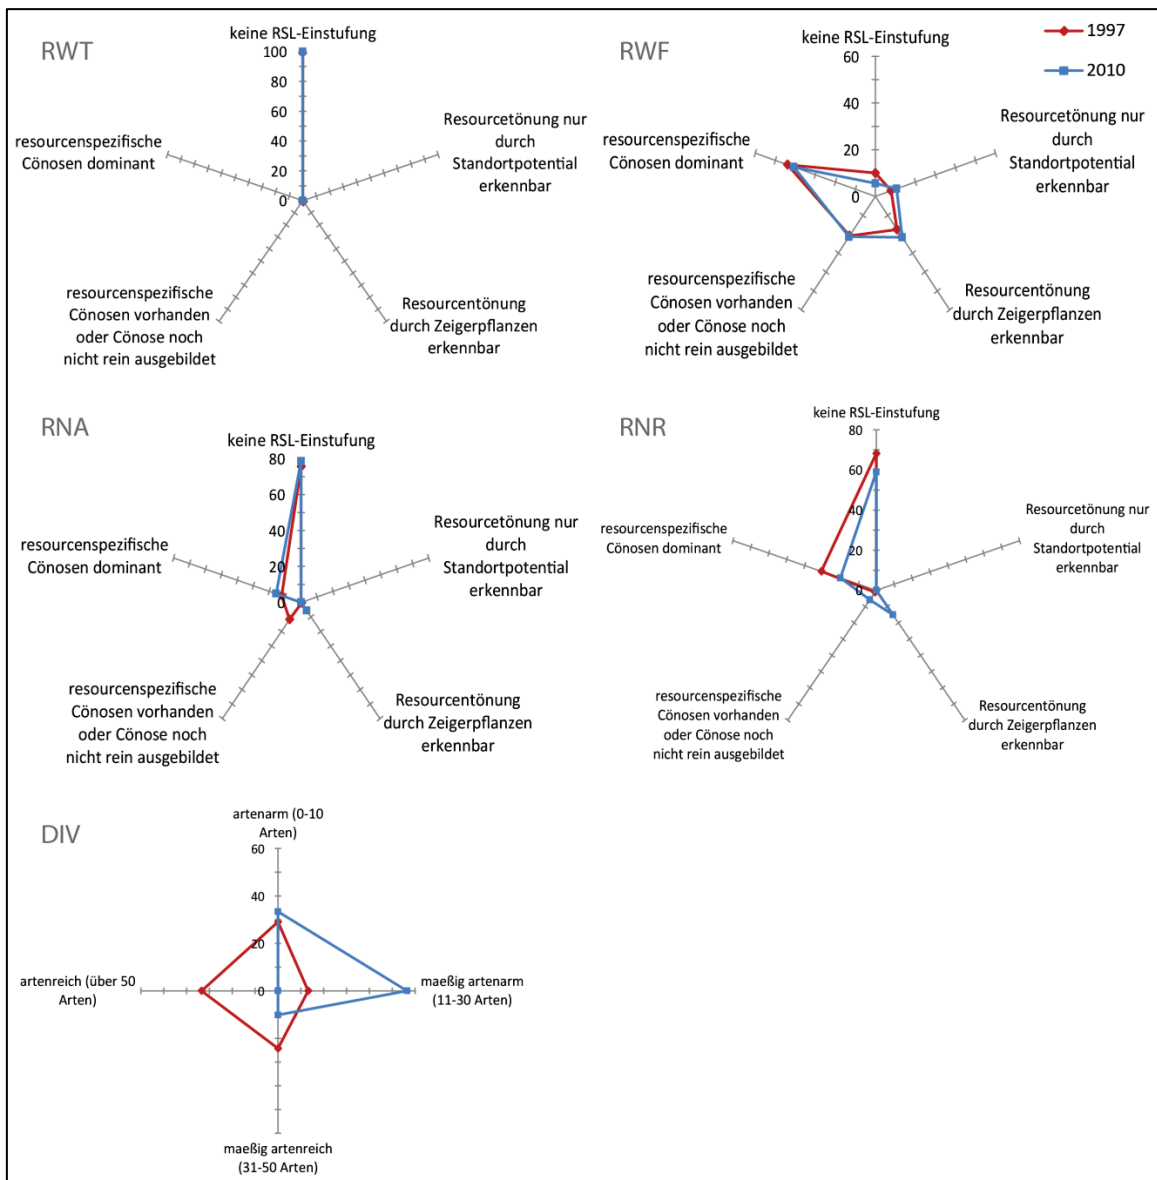 RWT
keine RSL-Einstufung
100
80
60
40
20
0
Resourcetönung nur
durch
Standortpotential
erkennbar
Resourcentönung
durch Zeigerpflanzen
erkennbar
resourcenspezifische
Cönosen vorhanden
oder Cönose noch
nicht rein ausgebildet
resourcenspezifische
Cönosen dominant
RWF
keine RSL-Einstufung
1997
2010
60
40
20
0
Resourcetönung nur
durch
Standortpotential
erkennbar
Resourcentönung
durch Zeigerpflanzen
erkennbar
resourcenspezifische
Cönosen vorhanden
oder Cönose noch
nicht rein ausgebildet
resourcenspezifische
Cönosen dominant
RNA
keine RSL-Einstufung
80
60
40
20
0
Resourcetönung nur
durch
Standortpotential
erkennbar
Resourcentönung
durch Zeigerpflanzen
erkennbar
resourcenspezifische
Cönosen vorhanden
oder Cönose noch
nicht rein ausgebildet
resourcenspezifische
Cönosen dominant
RNR
keine RSL-Einstufung
80
60
40
20
0
Resourcetönung nur
durch
Standortpotential
erkennbar
Resourcentönung
durch Zeigerpflanzen
erkennbar
resourcenspezifische
Cönosen vorhanden
oder Cönose noch
nicht rein ausgebildet
resourcenspezifische
Cönosen dominant
DIV
artenarm (0-10
Arten)
60
40
20
0
maeßig artenarm
(11-30 Arten)
maeßig artenreich
(31-50 Arten)
artenreich (über 50
Arten)